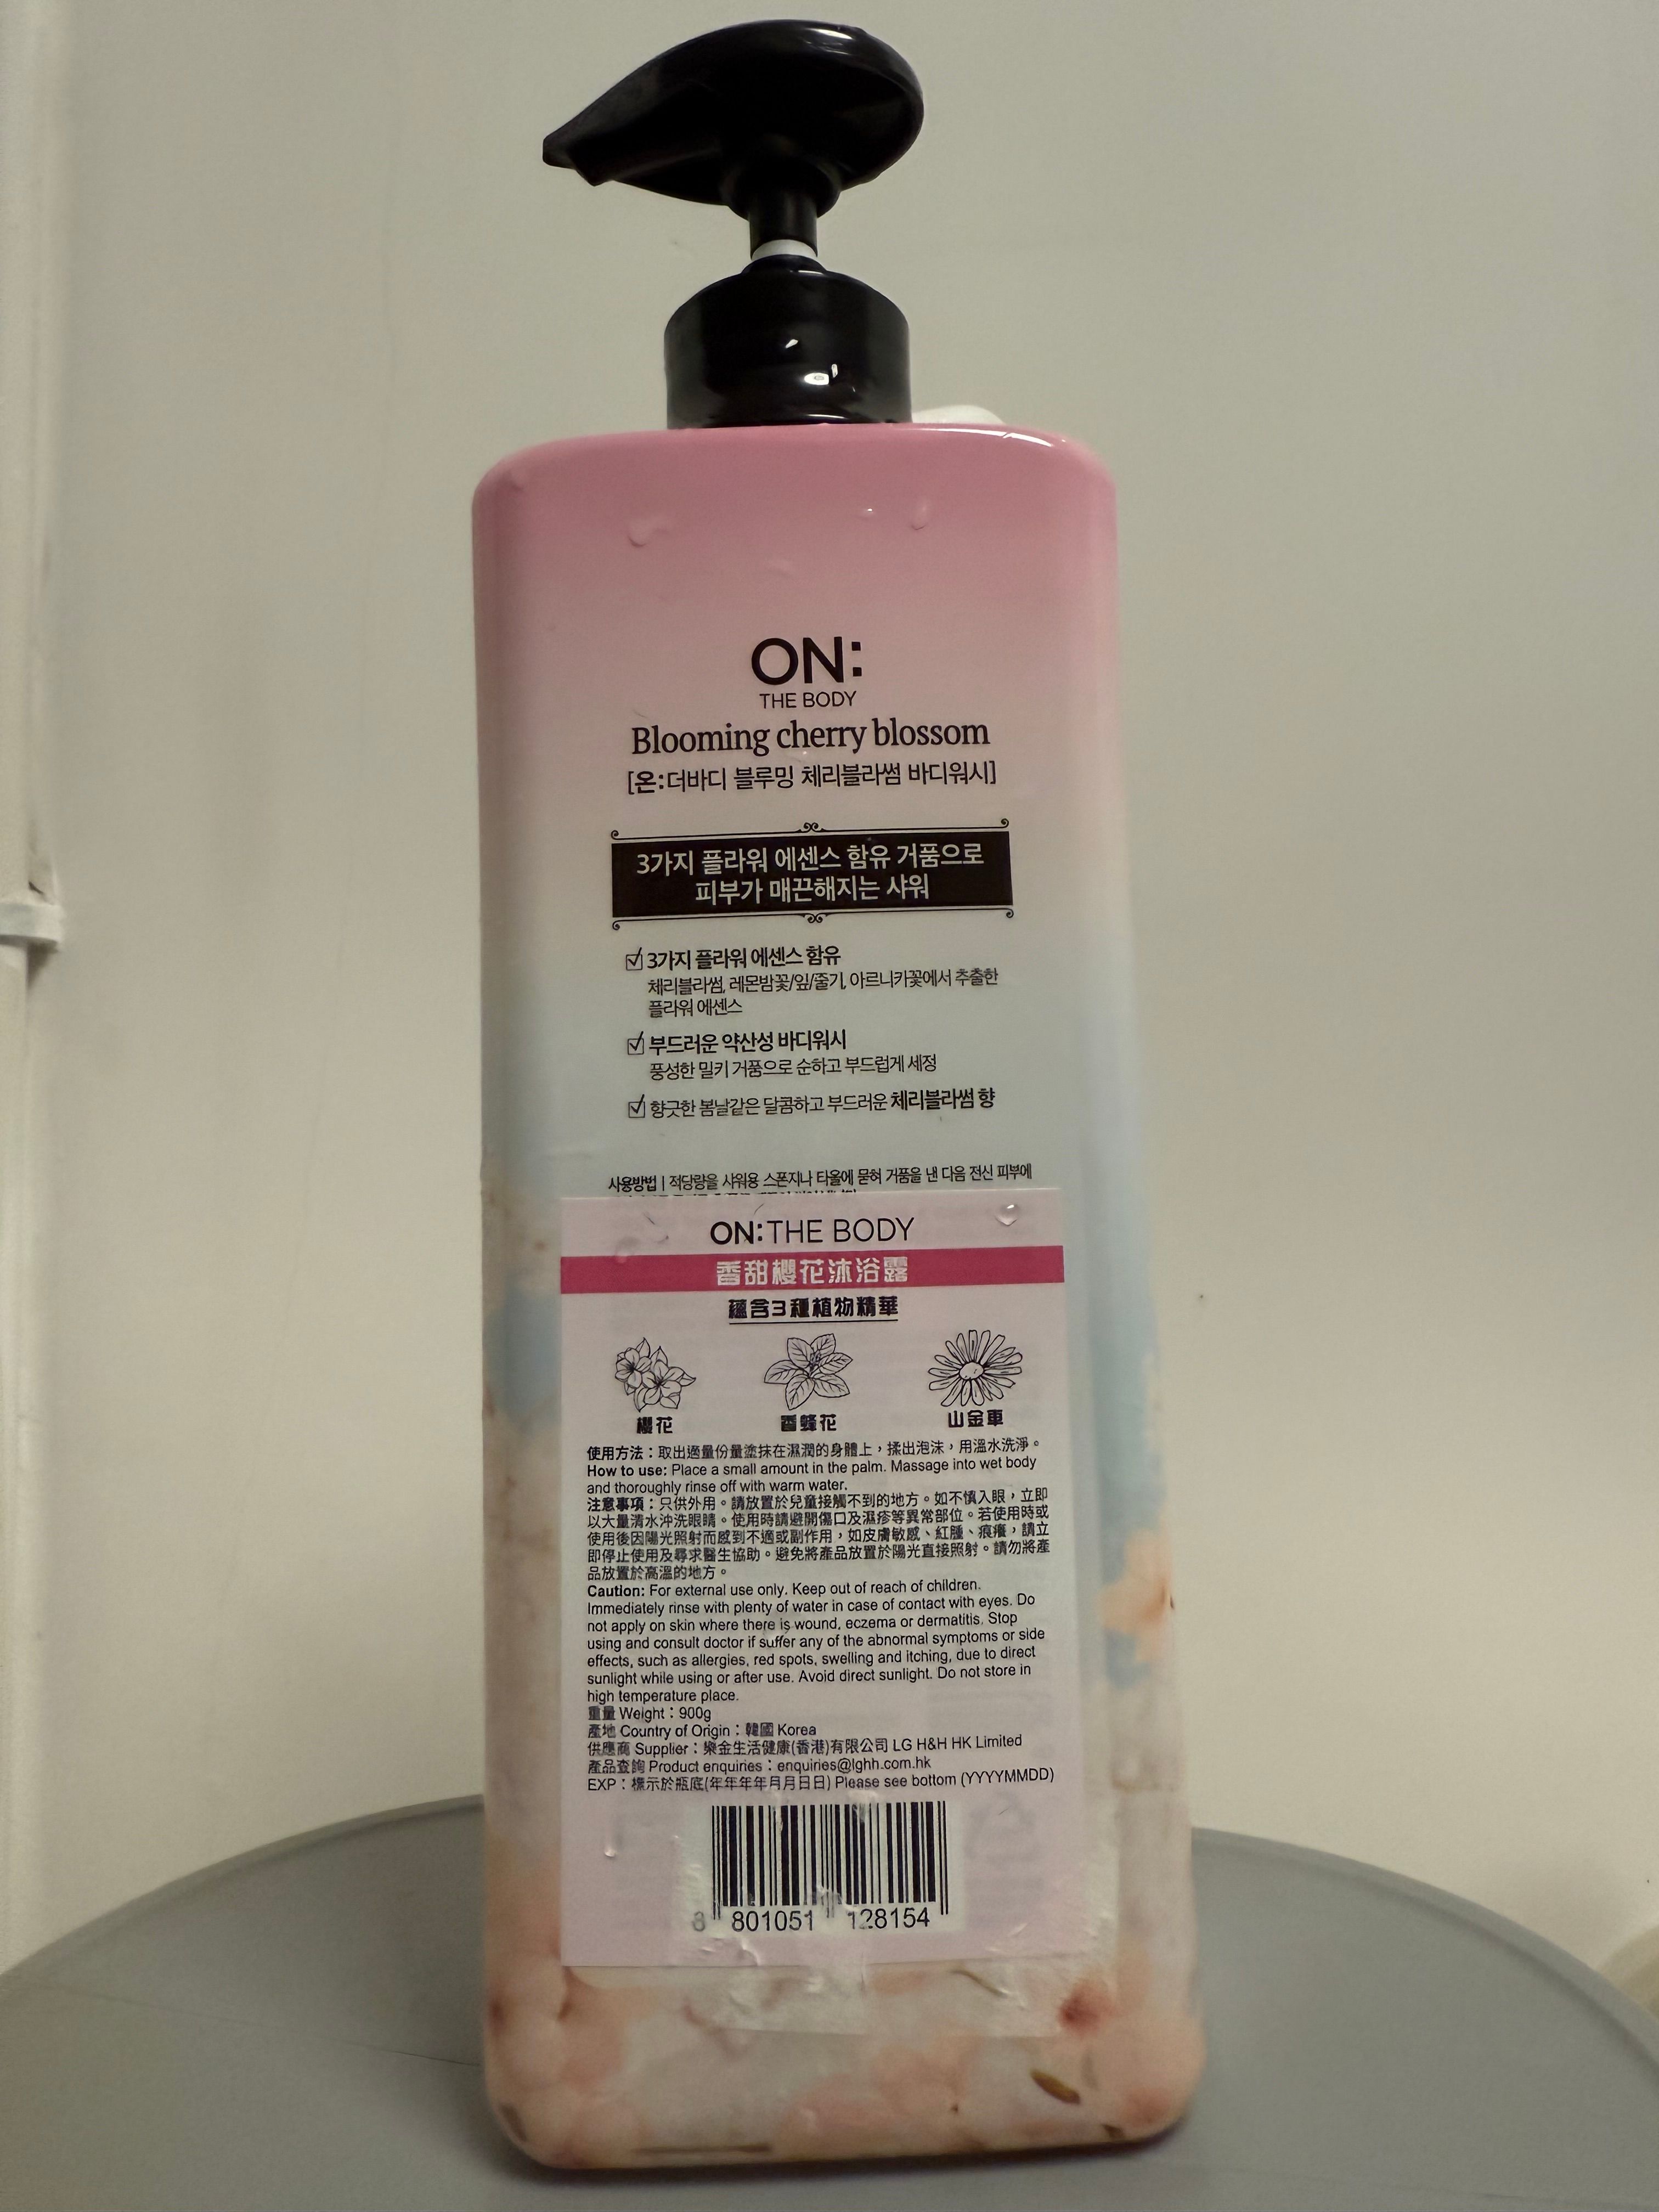 ON:
THE BODY
Blooming cherry blossom
[온:더바디 블루밍 체리블라썸 바디워시]
3가지 플라워 에센스 함유 거품으로
피부가 매끈해지는 샤워
☑ 3가지 플라워 에센스 함유
체리블라썸, 레몬밤꽃/잎/줄기, 아르니카꽃에서 추출한
플라워 에센스
☑ 부드러운 약산성 바디워시
풍성한 밀키 거품으로 순하고 부드럽게 세정
☑ 향긋한 봄날같은 달콤하고 부드러운 체리블라썸 향
사용방법 | 적당량을 샤워용 스폰지나 타올에 묻혀 거품을 낸 다음 전신 피부에
ON:THE BODY
香甜櫻花沐浴露
蘊含3種植物精華
櫻花 香蜂花 山金車
使用方法：取出適量份量塗抹在濕潤的身體上，揉出泡沫，用溫水洗淨。
How to use: Place a small amount in the palm. Massage into wet body
and thoroughly rinse off with warm water.
注意事項：只供外用。請放置於兒童接觸不到的地方。如不慎入眼，立即
以大量清水沖洗眼睛。使用時請避開傷口及濕疹等異常部位。若使用時或
使用後因陽光照射而感到不適或副作用，如皮膚敏感、紅腫、痕癢，請立
即停止使用及尋求醫生協助。避免將產品放置於陽光直接照射。請勿將產
品放置於高溫的地方。
Caution: For external use only. Keep out of reach of children.
Immediately rinse with plenty of water in case of contact with eyes. Do
not apply on skin where there is wound, eczema or dermatitis. Stop
using and consult doctor if suffer any of the abnormal symptoms or side
effects, such as allergies, red spots, swelling and itching, due to direct
sunlight while using or after use. Avoid direct sunlight. Do not store in
high temperature place.
重量 Weight：900g
產地 Country of Origin：韓國 Korea
供應商 Supplier：樂金生活健康(香港)有限公司 LG H&H HK Limited
產品查詢 Product enquiries：enquiries@lghh.com.hk
EXP：標示於瓶底(年年年年月月日日) Please see bottom (YYYYMMDD)
8 801051 128154